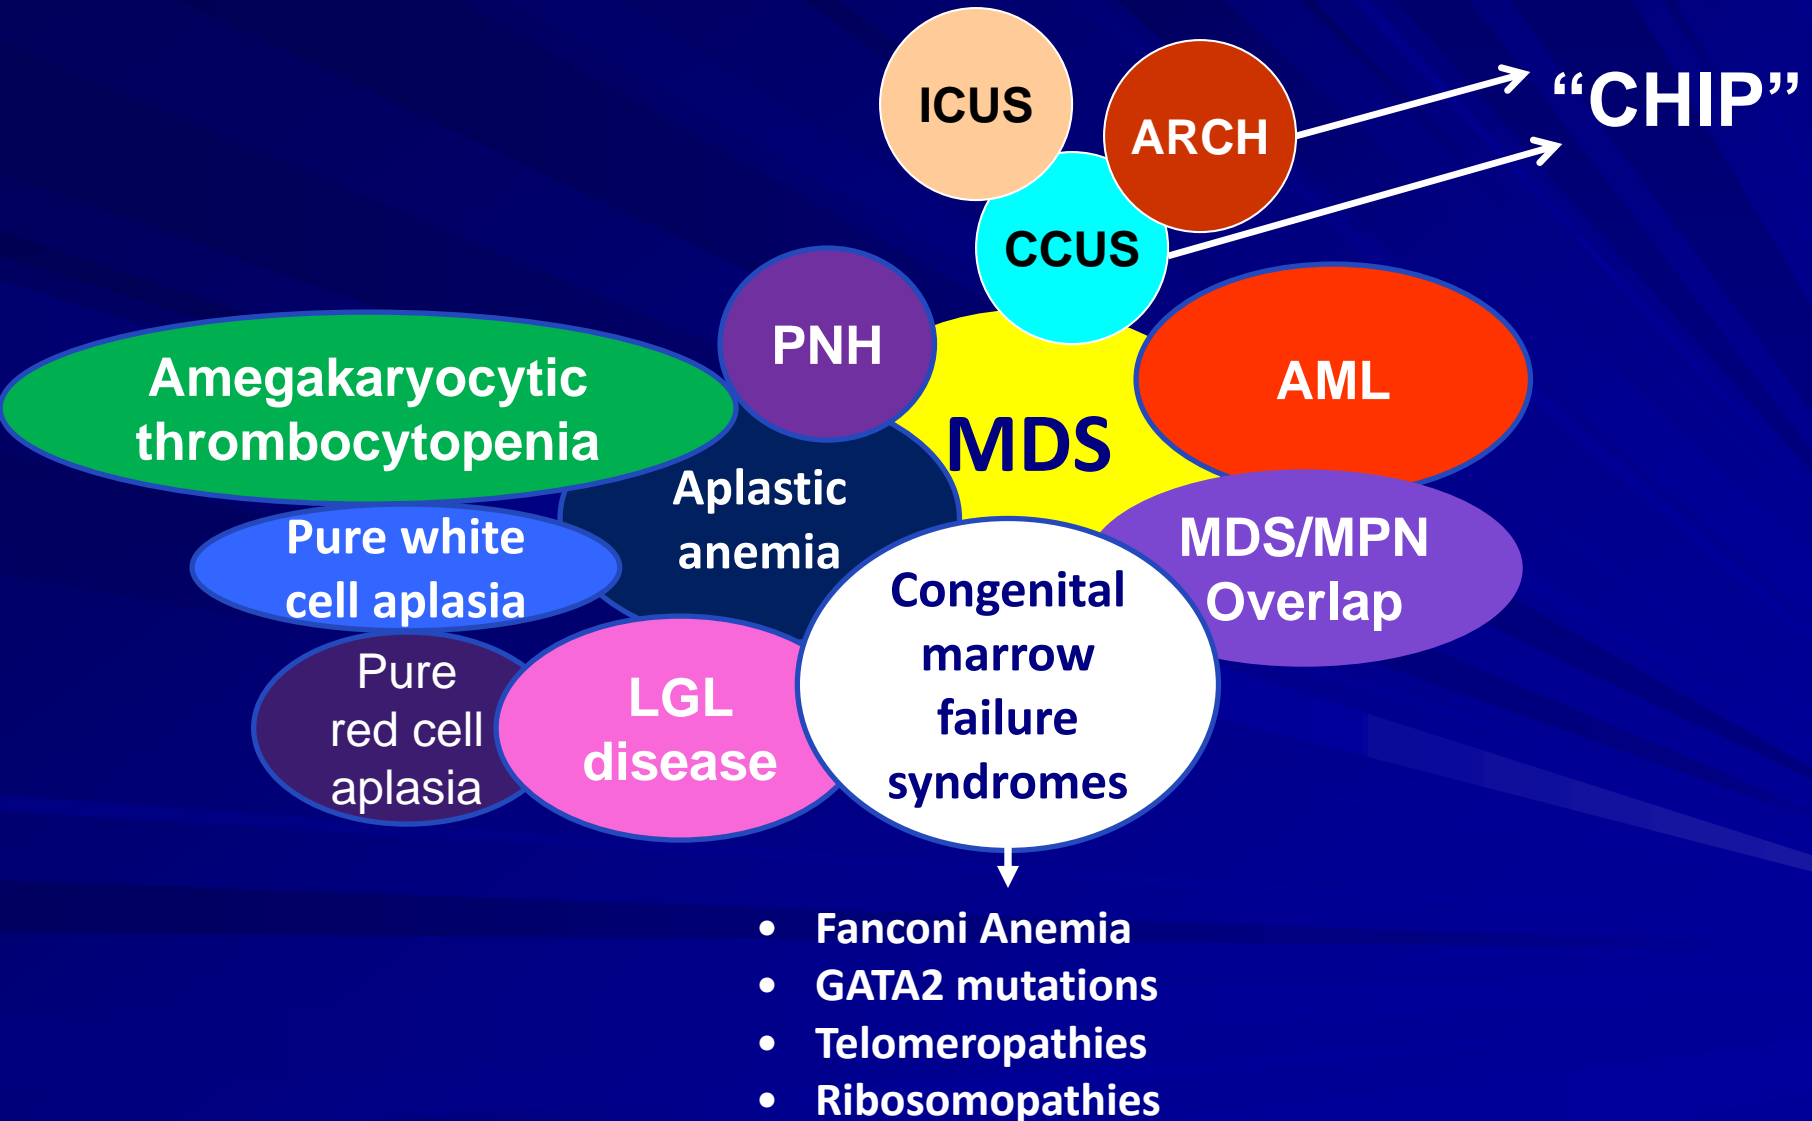 ICUS
ARCH
“CHIP”
CCUS
PNH
Amegakaryocytic
thrombocytopenia
MDS
AML
Aplastic
anemia
Pure white
cell aplasia
MDS/MPN
Overlap
Congenital
marrow
failure
syndromes
Pure
red cell
aplasia
LGL
disease
• Fanconi Anemia
• GATA2 mutations
• Telomeropathies
• Ribosomopathies